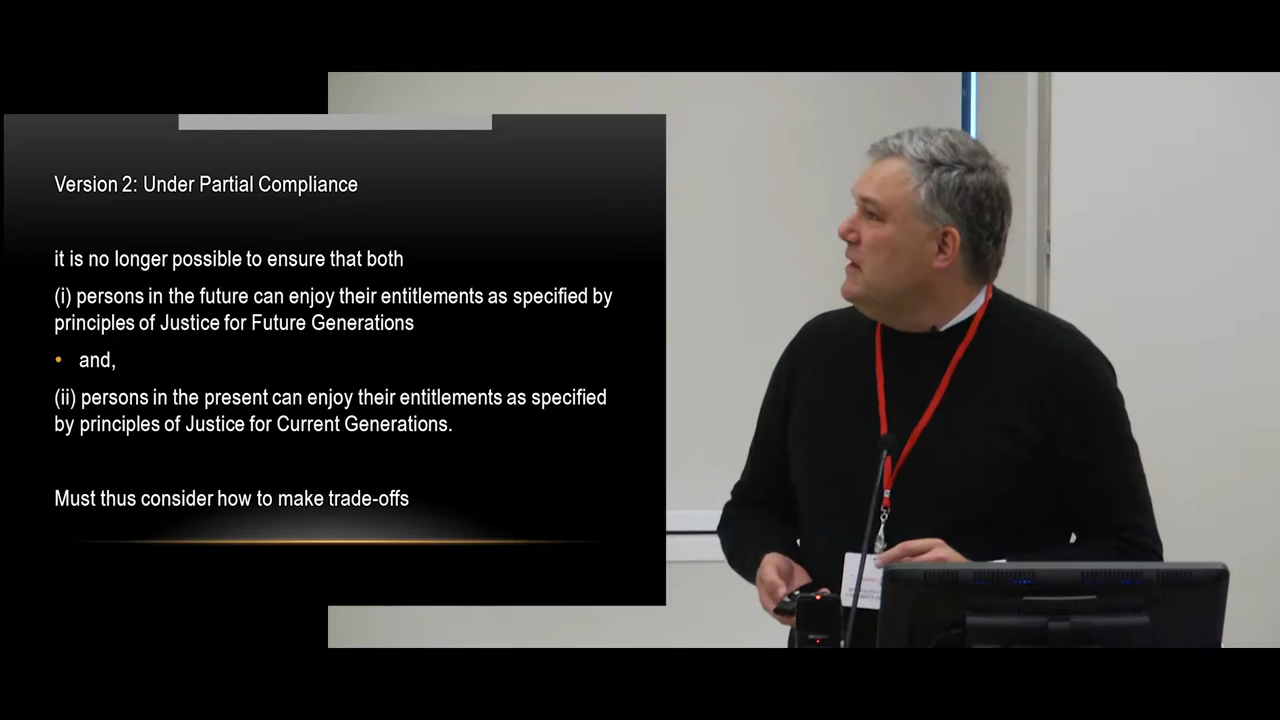 Version 2: Under Partial Compliance
it is no longer possible to ensure that both
(i) persons in the future can enjoy their entitlements as specified by
principles of Justice for Future Generations
• and,
(ii) persons in the present can enjoy their entitlements as specified
by principles of Justice for Current Generations.
Must thus consider how to make trade-offs